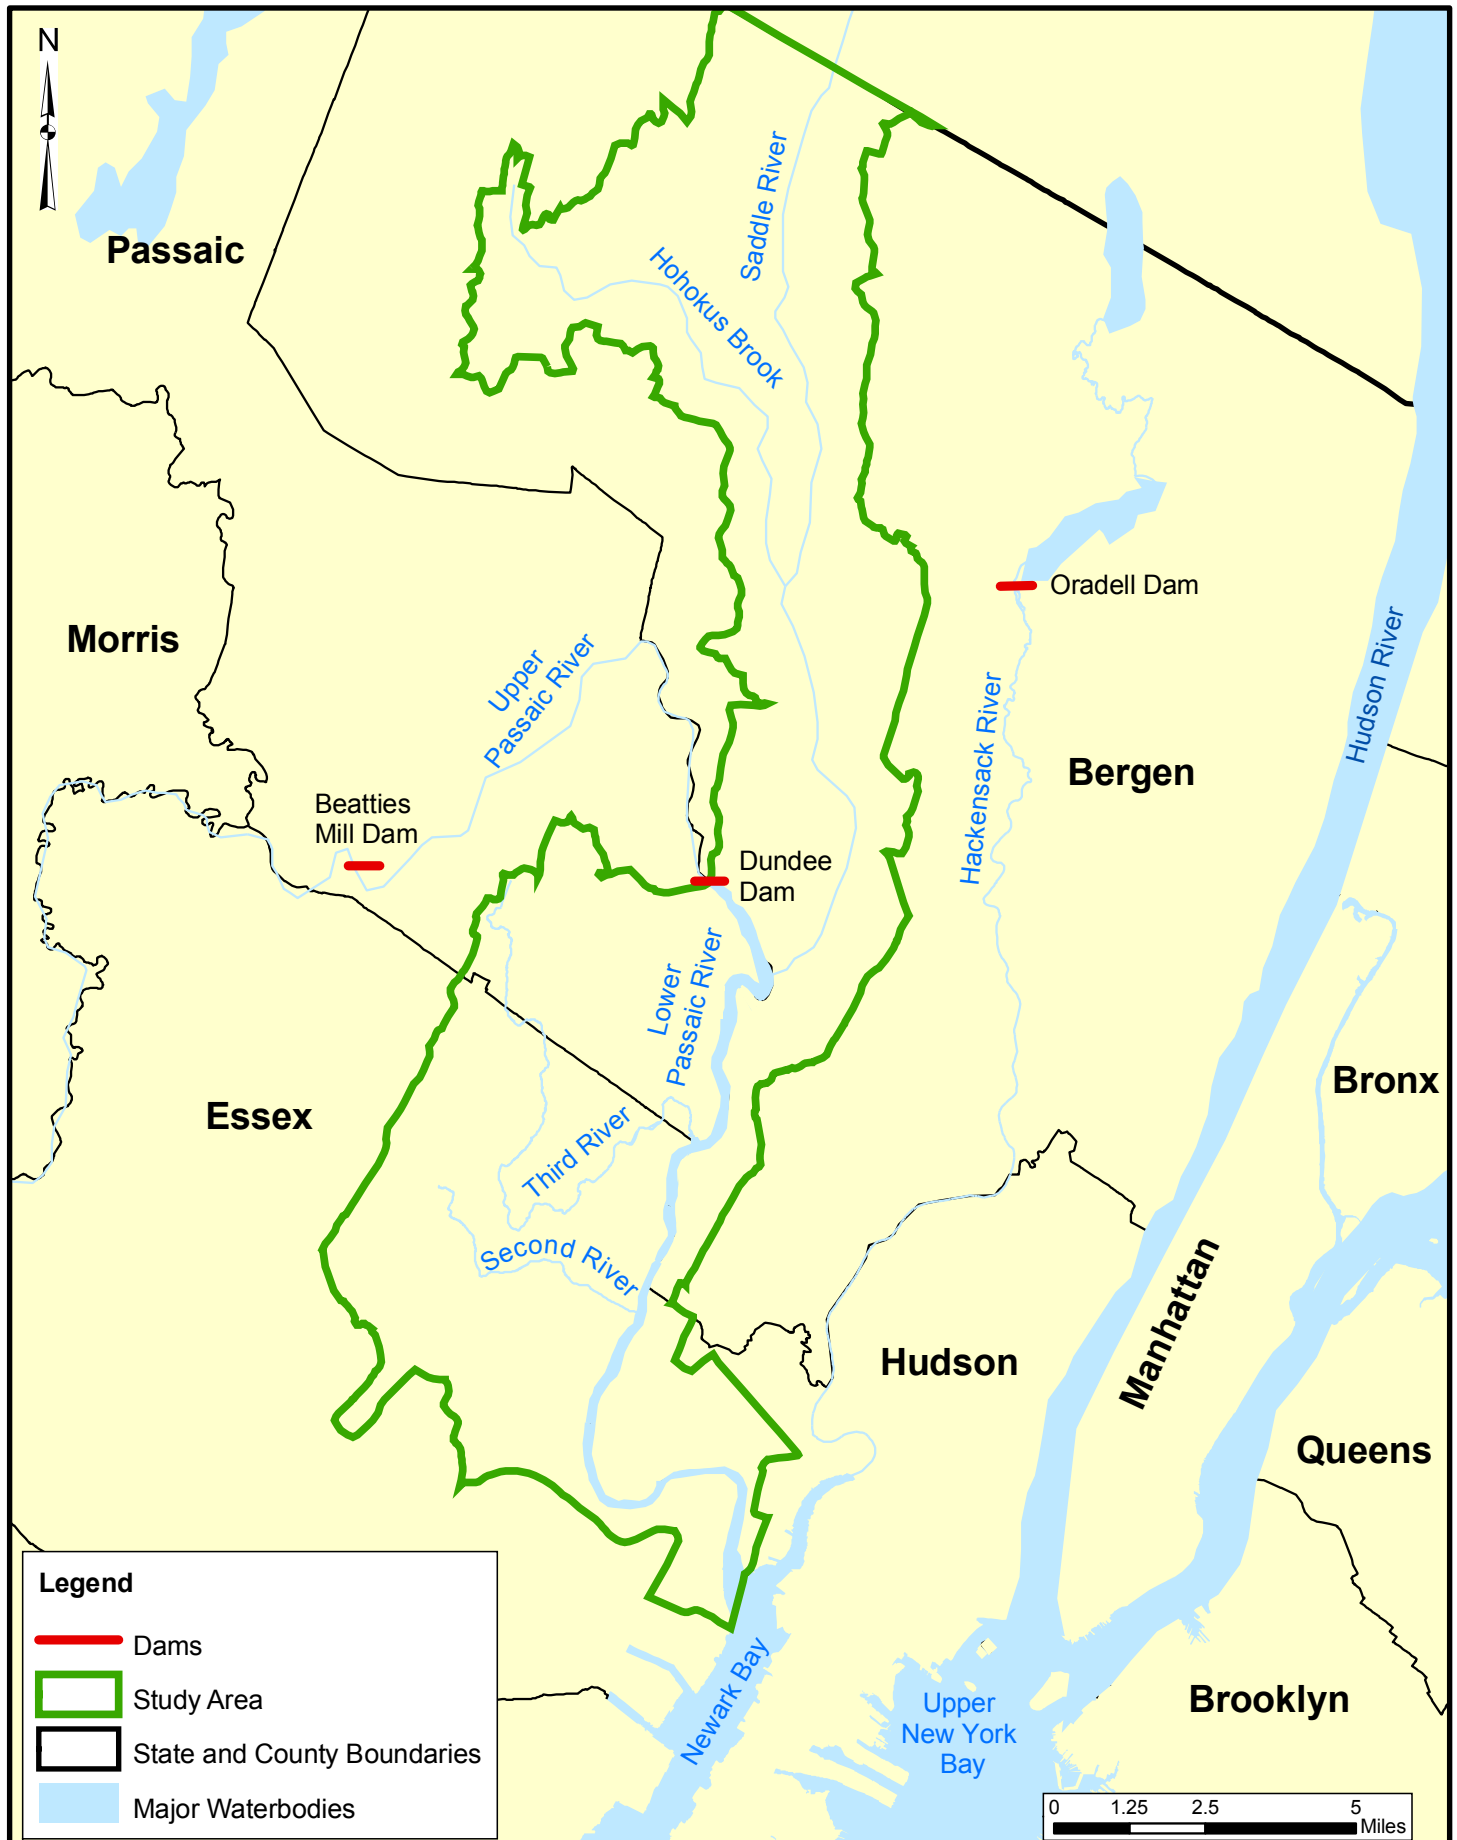 N
Passaic
Saddle River
Hohokus Brook
Oradell Dam
Morris
Upper
Passaic River
Hudson River
Hackensack River
Bergen
Beatties
Mill Dam
Dundee
Dam
Lower
Passaic River
Essex
Bronx
Third River
Second River
Manhattan
Hudson
Queens
Legend
Dams
Study Area
State and County Boundaries
Major Waterbodies
Newark Bay
Upper
New York
Bay
Brooklyn
0 1.25 2.5 5
Miles